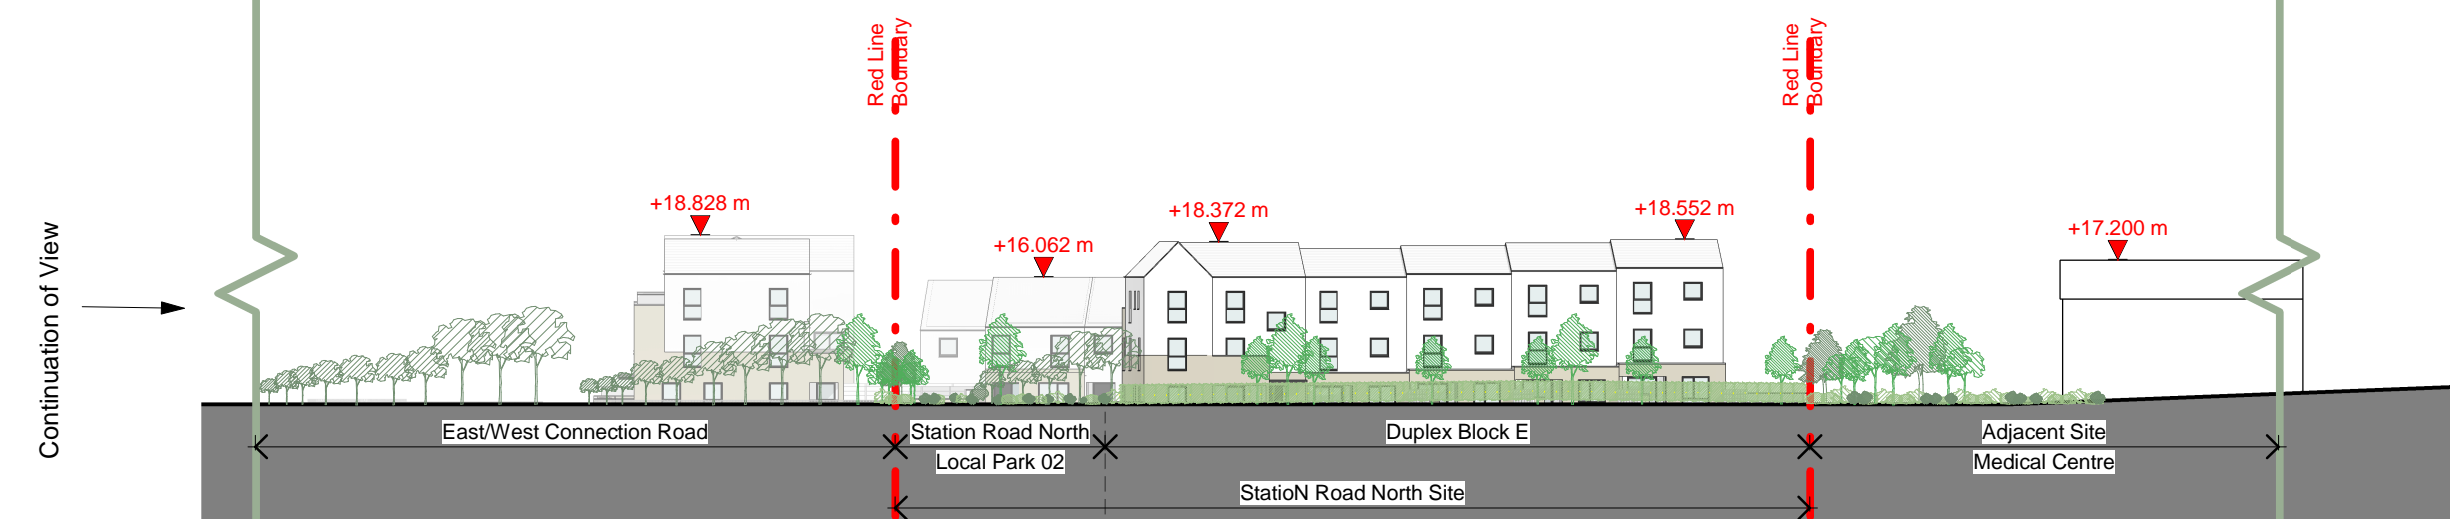 Continuation of View
Red Line
Boundary
Red Line
Boundary
+18.828 m
+16.062 m
+18.372 m
+18.552 m
+17.200 m
East/West Connection Road
Station Road North
Local Park 02
Duplex Block E
Adjacent Site
Medical Centre
StatioN Road North Site